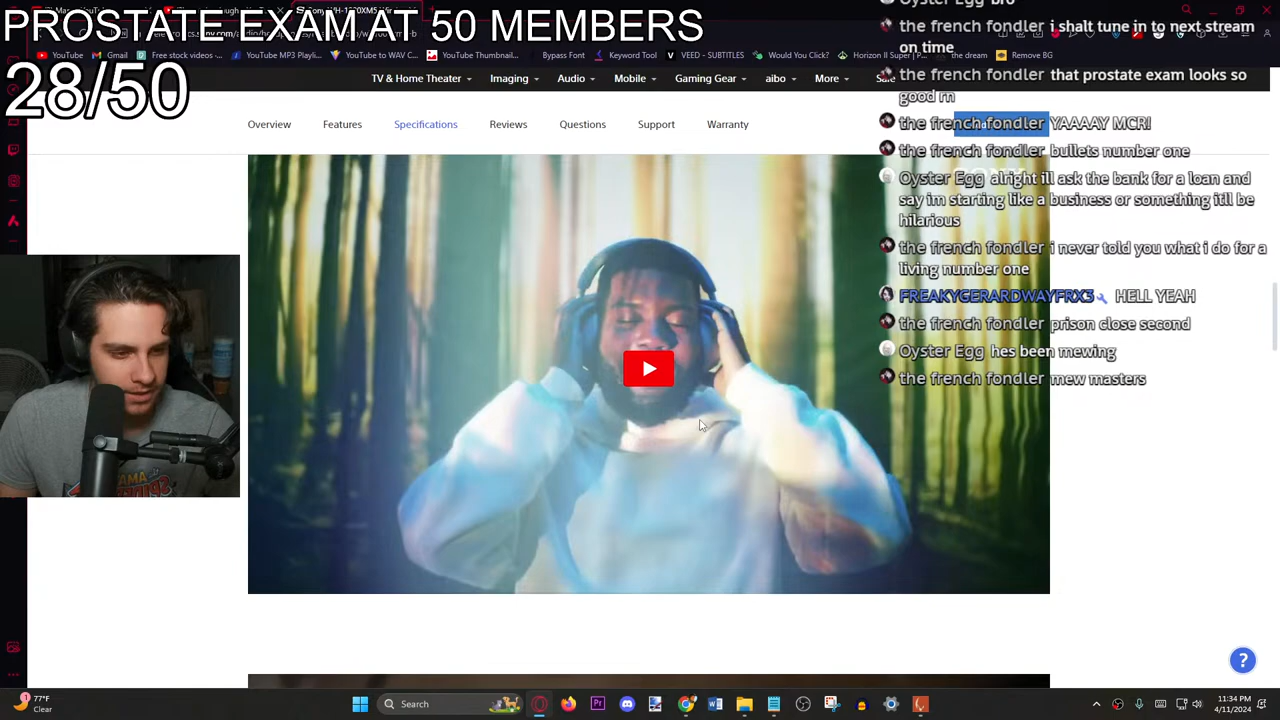 PROSTATE EXAM AT 50 MEMBERS
28/50
YouTube
Gmail
Free stock videos -...
YouTube MP3 Playli...
YouTube to WAV C...
YouTube Thumbnail...
Bypass Font
Keyword Tool
VEED - SUBTITLES
Would You
Horizon II Super | P...
the dream
Remove BG
TV & Home Theater
Imaging
Audio
Mobile
Gaming Gear
aibo
More
Overview
Features
Specifications
Reviews
Questions
Support
Warranty
Oyster Egg bro
the french fondler i shalt tune in to next stream
on time
the french fondler that prostate exam looks so
good rn
the french fondler YAAAAY MCR!
the french fondler bullets number one
Oyster Egg alright ill ask the bank for a loan and
say im starting like a business or something itll be
hilarious
the french fondler i never told you what i do for a
living number one
FREAKYGERARDWAYFRX3 HELL YEAH
the french fondler prison close second
Oyster Egg hes been mewing
the french fondler mew masters
?
77°F
Clear
Search
11:34 PM
4/11/2024